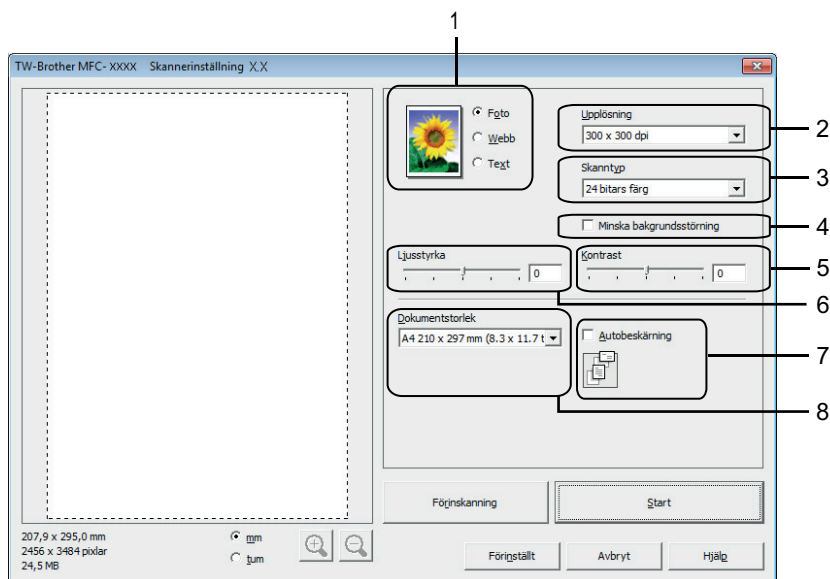 1
TW-Brother MFC- XXXX Skannerinställning X.X
Foto
Webb
Text
Upplösning
300 x 300 dpi
2
Skanntyp
24 bitars färg
3
Minska bakgrundsstörning
4
Ljusstyrka
0
Kontrast
0
5
6
Dokumentstorlek
A4 210 x 297 mm (8.3 x 11.7 t
Autobeskärning
7
8
Förinskanning
Start
207,9 x 295,0 mm
2456 x 3484 pixlar
24,5 MB
mm
tum
Förinställt
Avbryt
Hjälp